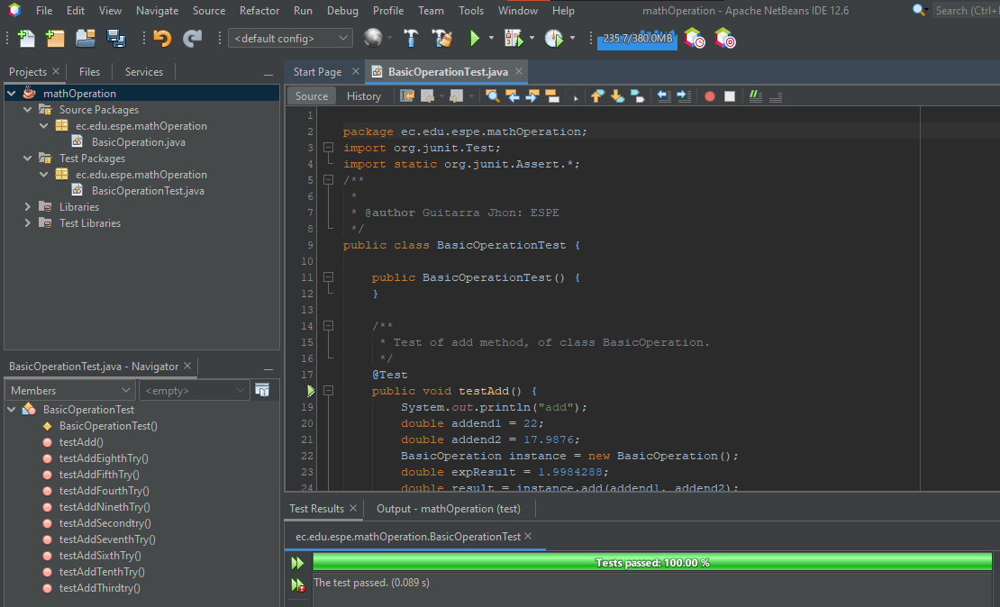 File Edit View Navigate Source Refactor Run Debug Profile Team Tools Window Help mathOperation - Apache NetBeans IDE 12.6 Search (Ctrl+I
<default config> 235.7/380.0MB
Projects Files Services
mathOperation
Source Packages
ec.edu.espe.mathOperation
BasicOperation.java
Test Packages
ec.edu.espe.mathOperation
BasicOperationTest.java
Libraries
Test Libraries
BasicOperationTest.java - Navigator
Members <empty>
BasicOperationTest
BasicOperationTest()
testAdd()
testAddEighthTry()
testAddFifthTry()
testAddFourthTry()
testAddNinethTry()
testAddSecondtry()
testAddSeventhTry()
testAddSixthTry()
testAddTenthTry()
testAddThirdtry()
Start Page BasicOperationTest.java
Source History
1
2 package ec.edu.espe.mathOperation;
3 import org.junit.Test;
4 import static org.junit.Assert.*;
5 /**
6 *
7 * @author Guitarra Jhon: ESPE
8 */
9 public class BasicOperationTest {
10
11 public BasicOperationTest() {
12 }
13
14 /**
15 * Test of add method, of class BasicOperation.
16 */
17 @Test
public void testAdd() {
19 System.out.println("add");
20 double addend1 = 22;
21 double addend2 = 17.9876;
22 BasicOperation instance = new BasicOperation();
23 double expResult = 1.9984288;
24 double result = instance.add(addend1, addend2);
Test Results Output - mathOperation (test)
ec.edu.espe.mathOperation.BasicOperationTest
Tests passed: 100.00 %
The test passed. (0.089 s)